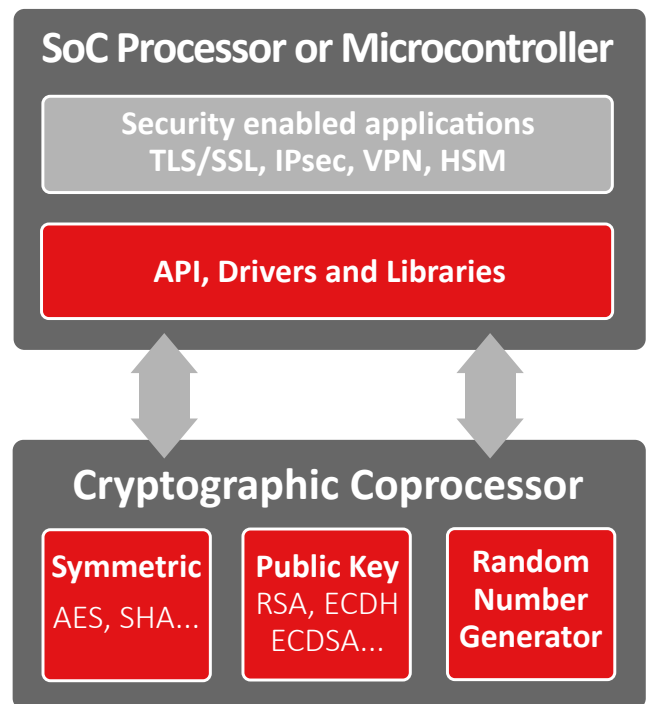 SoC Processor or Microcontroller
Security enabled applications
TLS/SSL, IPsec, VPN, HSM
API, Drivers and Libraries
Cryptographic Coprocessor
Symmetric
AES, SHA...
Public Key
RSA, ECDH
ECDSA...
Random
Number
Generator